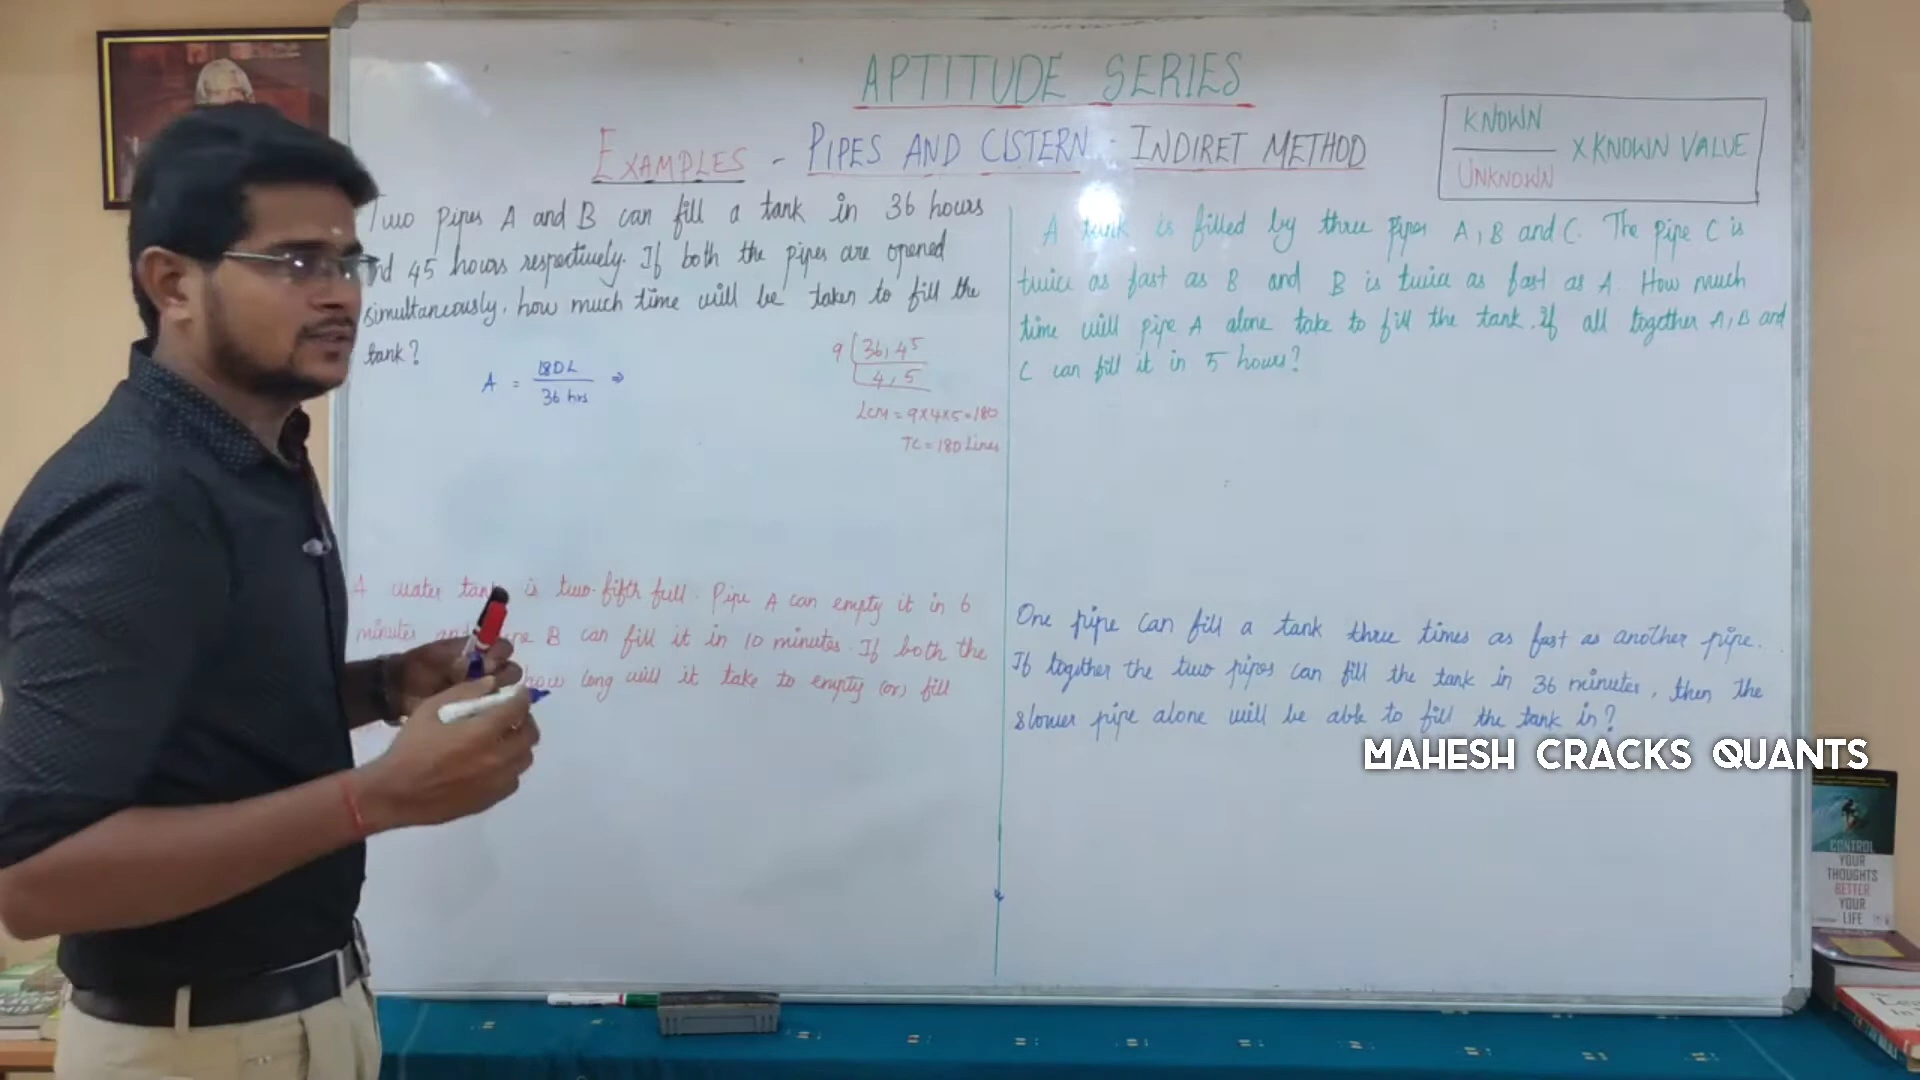 APTITUDE SERIES
EXAMPLES - PIPES AND CISTERN - INDIRET METHOD
KNOWN
UNKNOWN
X KNOWN VALUE
Two pipes A and B can fill a tank in 36 hours
nd 45 hours respectively. If both the pipes are opened
simultaneously, how much time will be taken to fill the
tank?
A = 180L
36 hrs
⇒
9 36, 45
4, 5
LCM = 9x4x5=180
TC = 180 Litres
A tank is filled by three pipes A, B and C. The pipe C is
twice as fast as B and B is twice as fast as A. How much
time will pipe A alone take to fill the tank, if all together A, B and
C can fill it in 5 hours?
A water tank is two-fifth full. Pipe A can empty it in 6
minutes and B can fill it in 10 minutes. If both the
how long will it take to empty (or) fill
One pipe can fill a tank three times as fast as another pipe.
If together the two pipes can fill the tank in 36 minutes, then the
slower pipe alone will be able to fill the tank in?
MAHESH CRACKS QUANTS
CONTROL
YOUR
THOUGHTS
BETTER
YOUR
LIFE